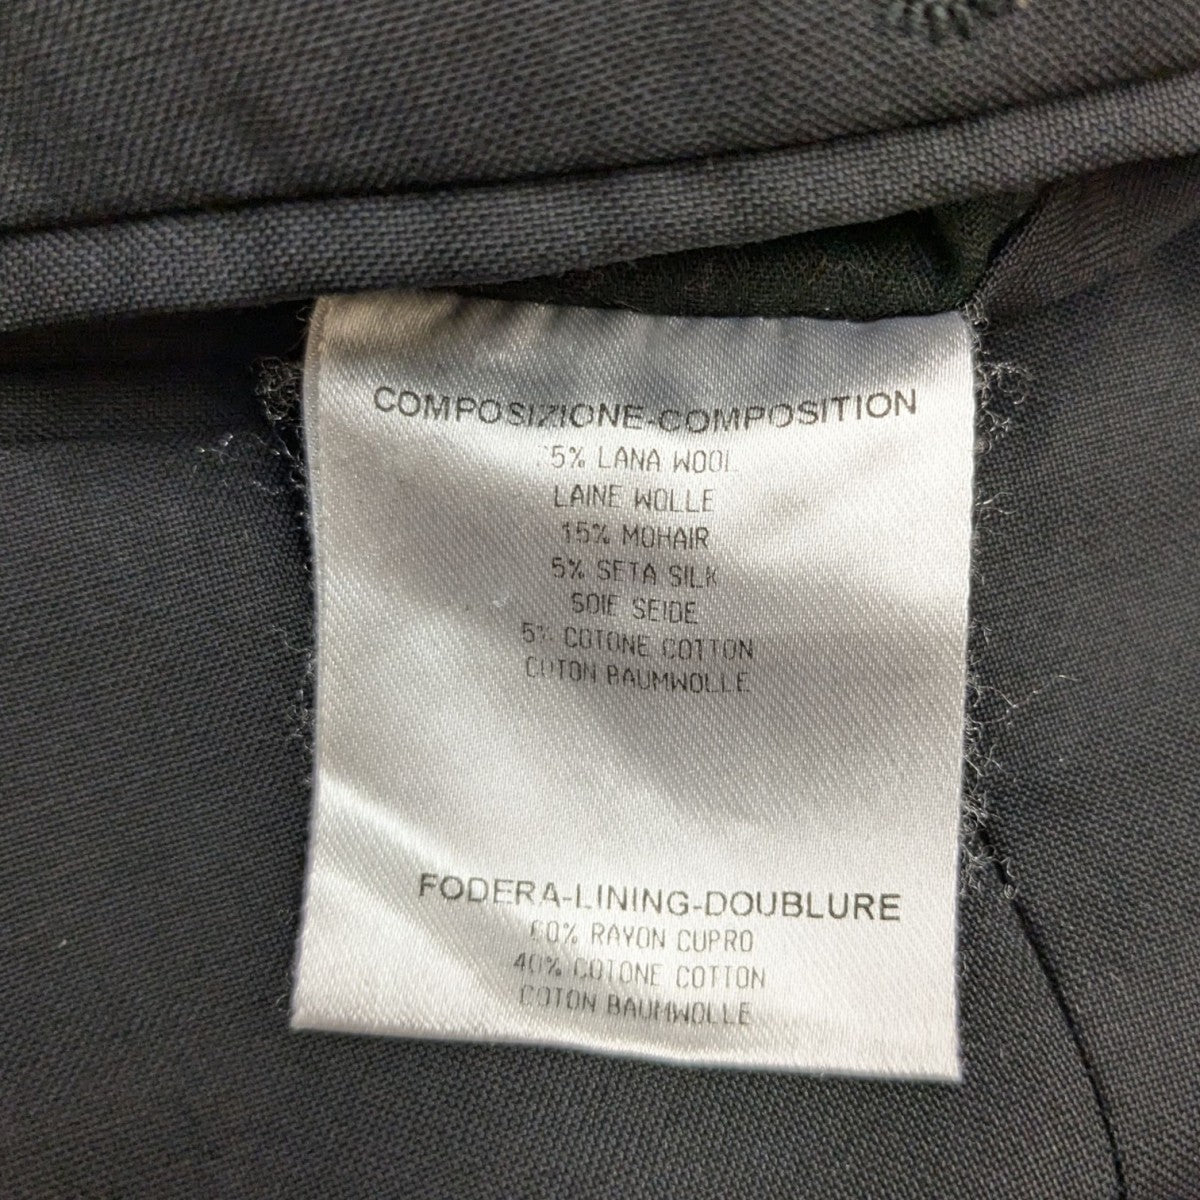 COMPOSIZIONE-COMPOSITION
75% LANA WOOL
LAINE WOLLE
15% MOHAIR
5% SETA SILK
SOIE SEIDE
5% COTONE COTTON
COTON BAUMWOLLE
FODERA-LINING-DOUBLURE
60% RAYON CUPRO
40% COTONE COTTON
COTON BAUMWOLLE